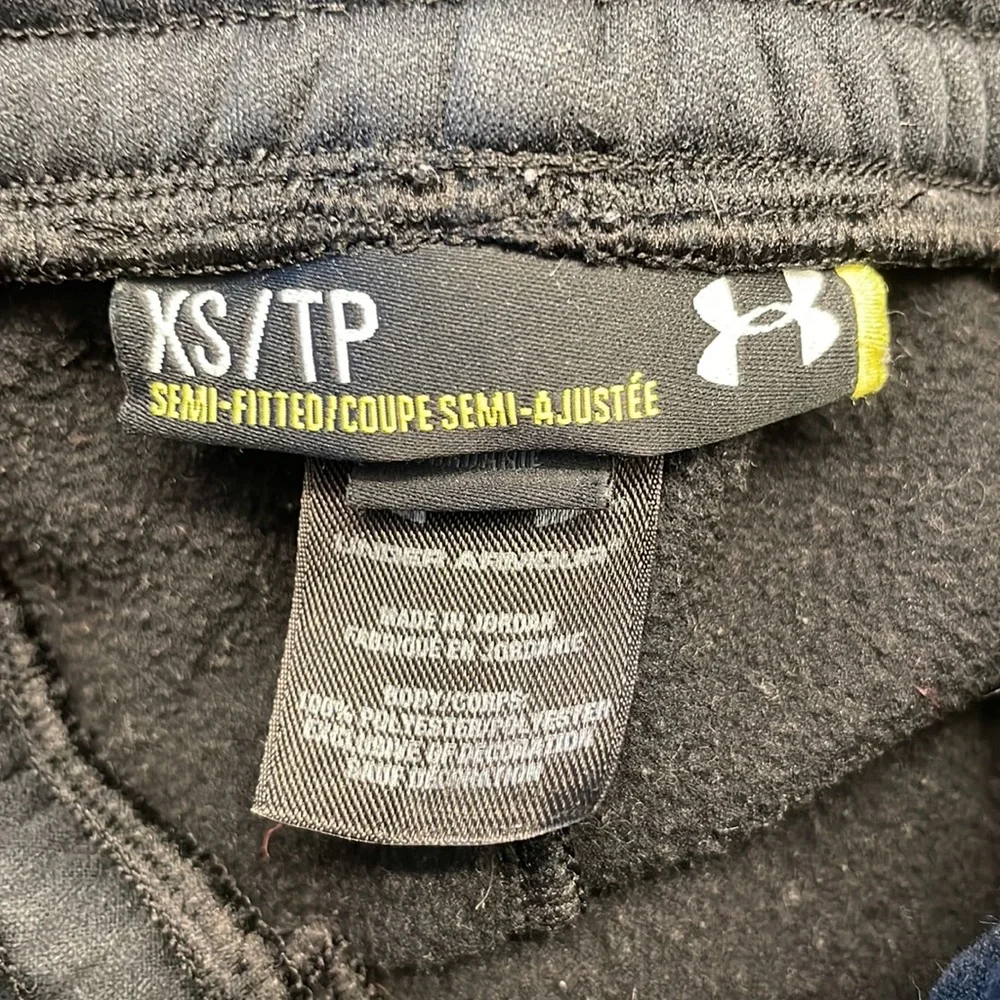 XS/TP
SEMI-FITTED/COUPE SEMI-AJUSTÉE
UNDER ARMOUR
MADE IN JORDAN
FABRIQUÉ EN JORDANIE
BODY/CORPS
100% POLYESTER/POLYESTER
EXCLUSIVE OF DECORATION
SAUF DÉCORATION